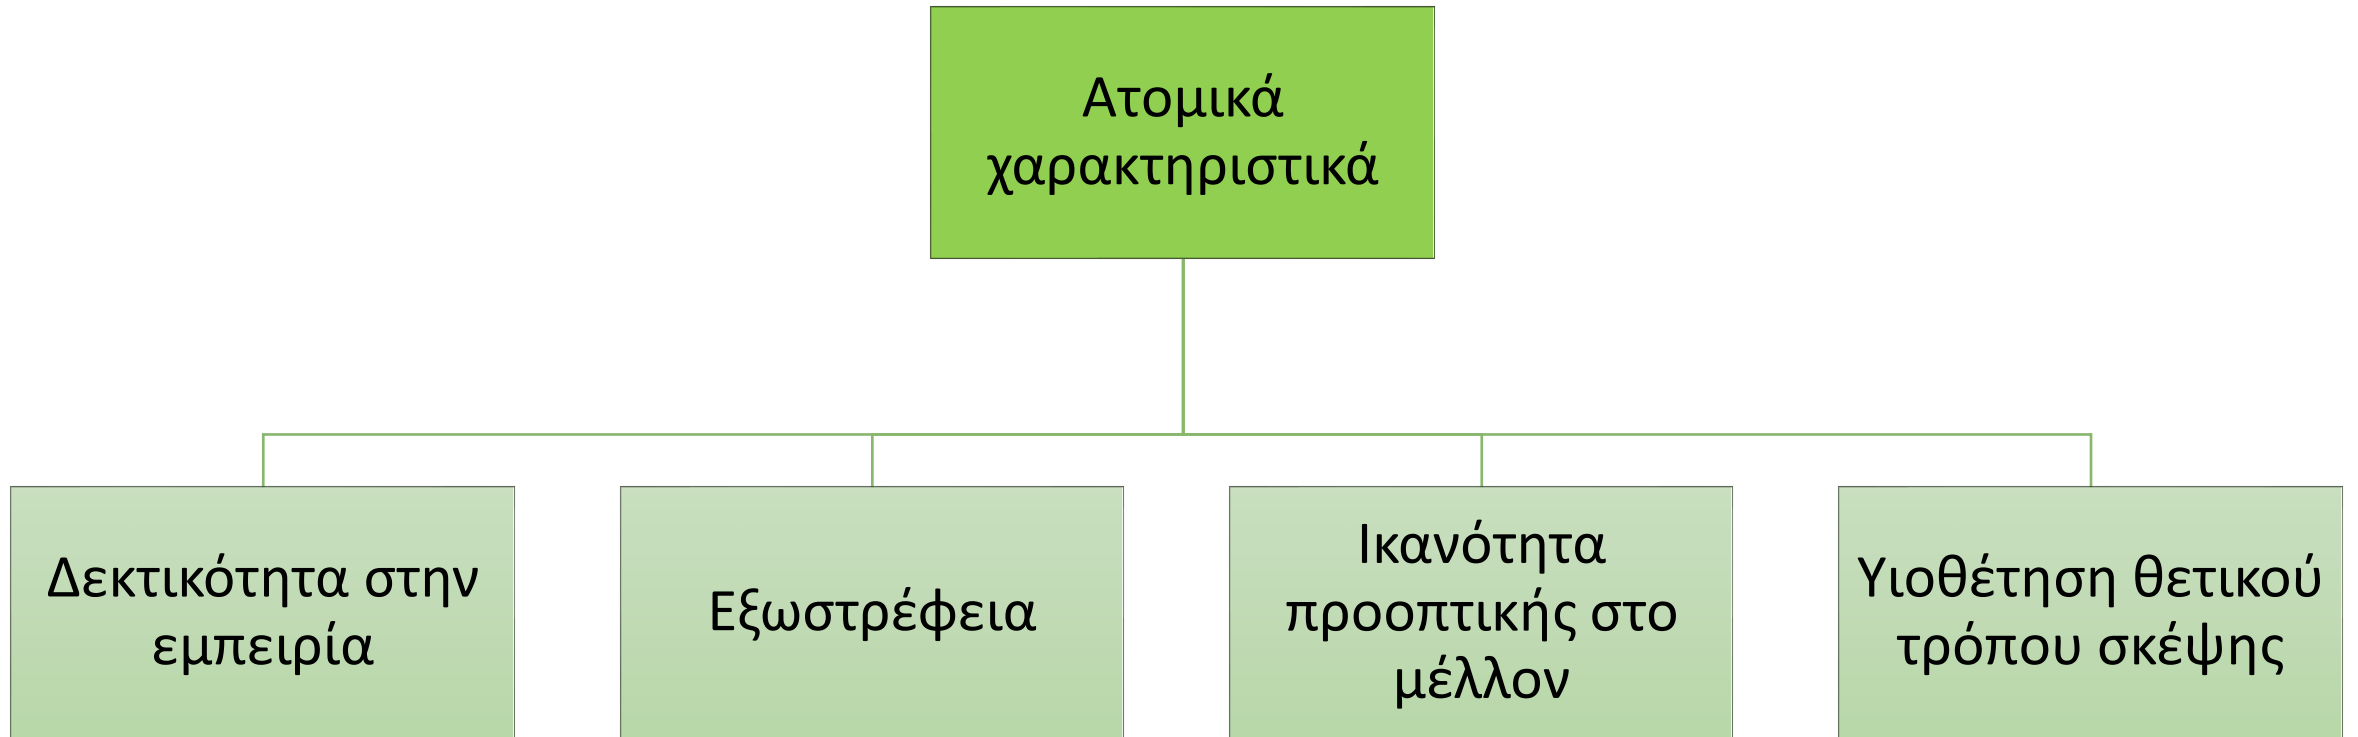 Ατομικά
χαρακτηριστικά
Δεκτικότητα στην
εμπειρία
Εξωστρέφεια
Ικανότητα
προοπτικής στο
μέλλον
Υιοθέτηση θετικού
τρόπου σκέψης